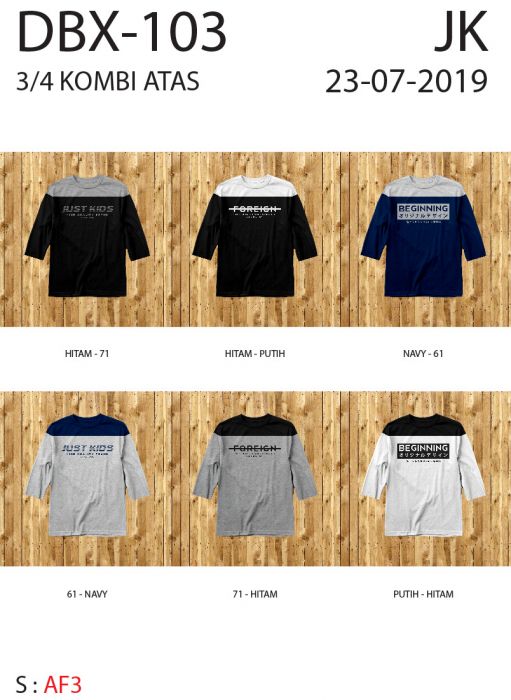 DBX-103
JK
3/4 KOMBI ATAS
23-07-2019
JUST KIDS
FOREIGN
BEGINNING
オリジナルデザイン
HITAM - 71
HITAM - PUTIH
NAVY - 61
JUST KIDS
FOREIGN
BEGINNING
オリジナルデザイン
61 - NAVY
71 - HITAM
PUTIH - HITAM
S : AF3